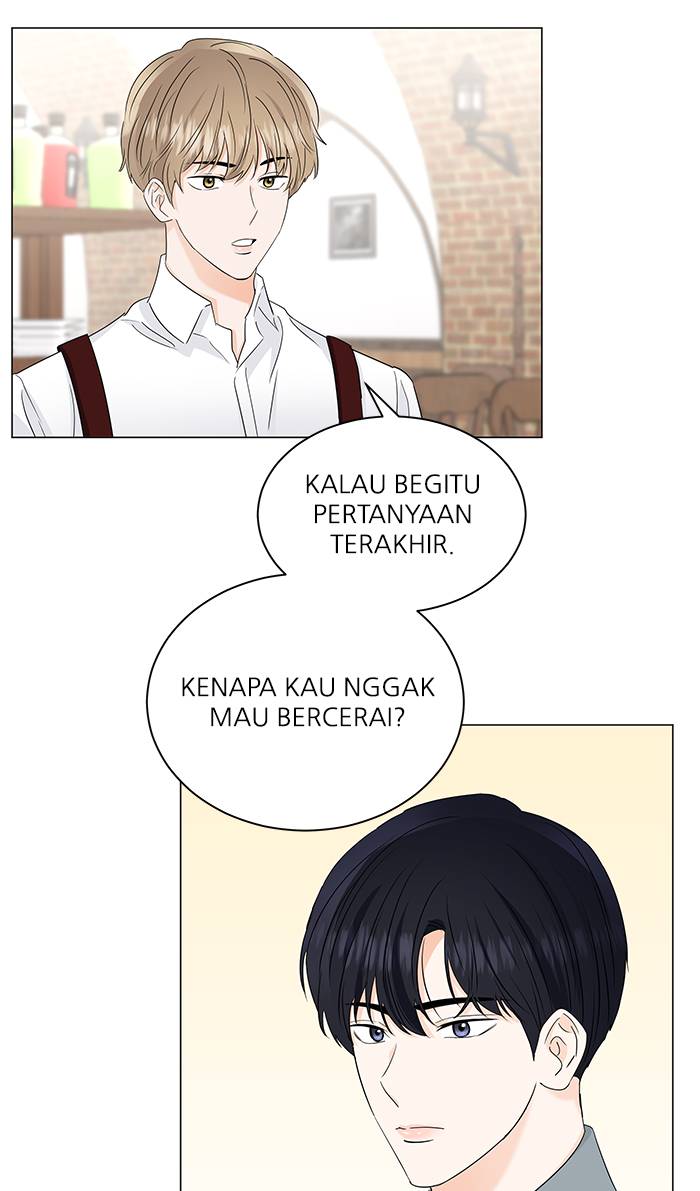 KALAU BEGITU
PERTANYAAN
TERAKHIR.
KENAPA KAU NGGAK
MAU BERCERAI?